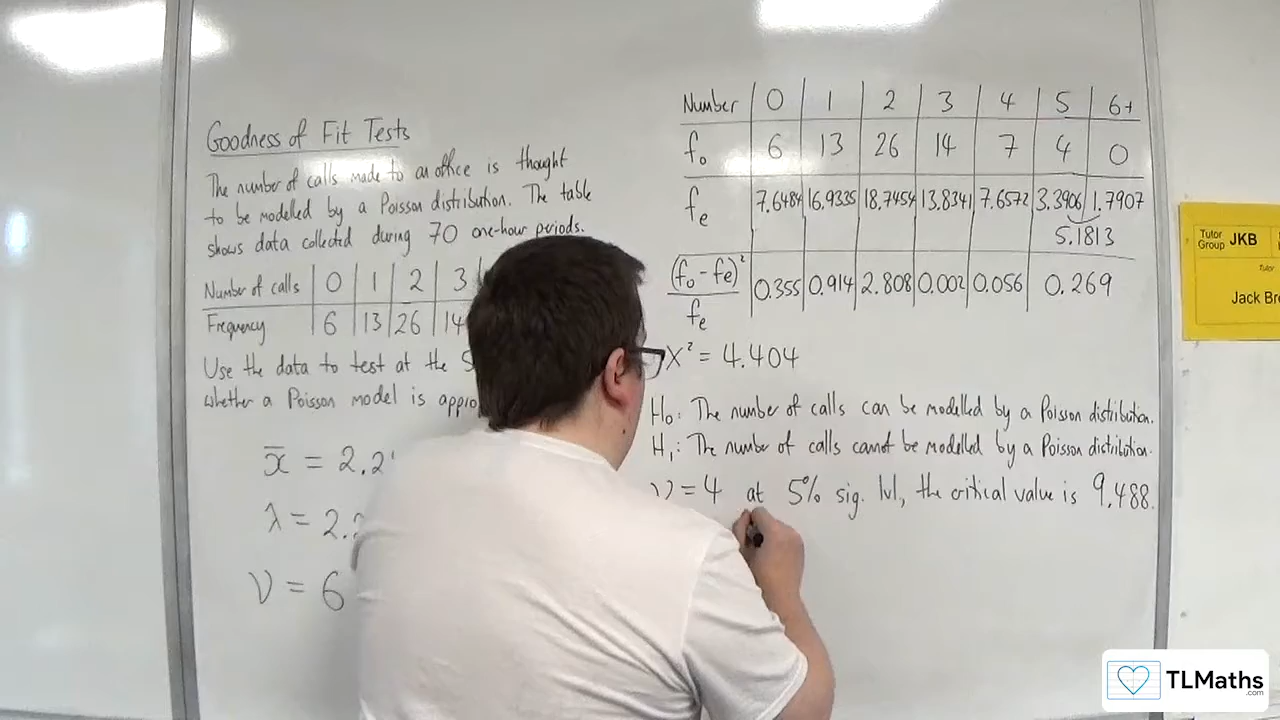 Goodness of Fit Tests
The number of calls made to an office is thought
to be modelled by a Poisson distribution. The table
shows data collected during 70 one-hour periods.
Number of calls 0 1 2 3
Frequency 6 13 26 14
Use the data to test at the 5
whether a Poisson model is appro
x̄ = 2.2
λ = 2.2
ν = 6
Number 0 1 2 3 4 5 6+
fo 6 13 26 14 7 4 0
fe 7.6484 16.9335 18.7454 13.8341 7.6572 3.3906 1.7907
5.1813
(fo - fe)²/fe 0.355 0.914 2.808 0.002 0.056 0.269
X² = 4.404
H₀: The number of calls can be modelled by a Poisson distribution.
H₁: The number of calls cannot be modelled by a Poisson distribution.
ν = 4 at 5% sig. lvl, the critical value is 9.488.
Tutor Group JKB
Tutor
Jack Bre
TLMaths
.com